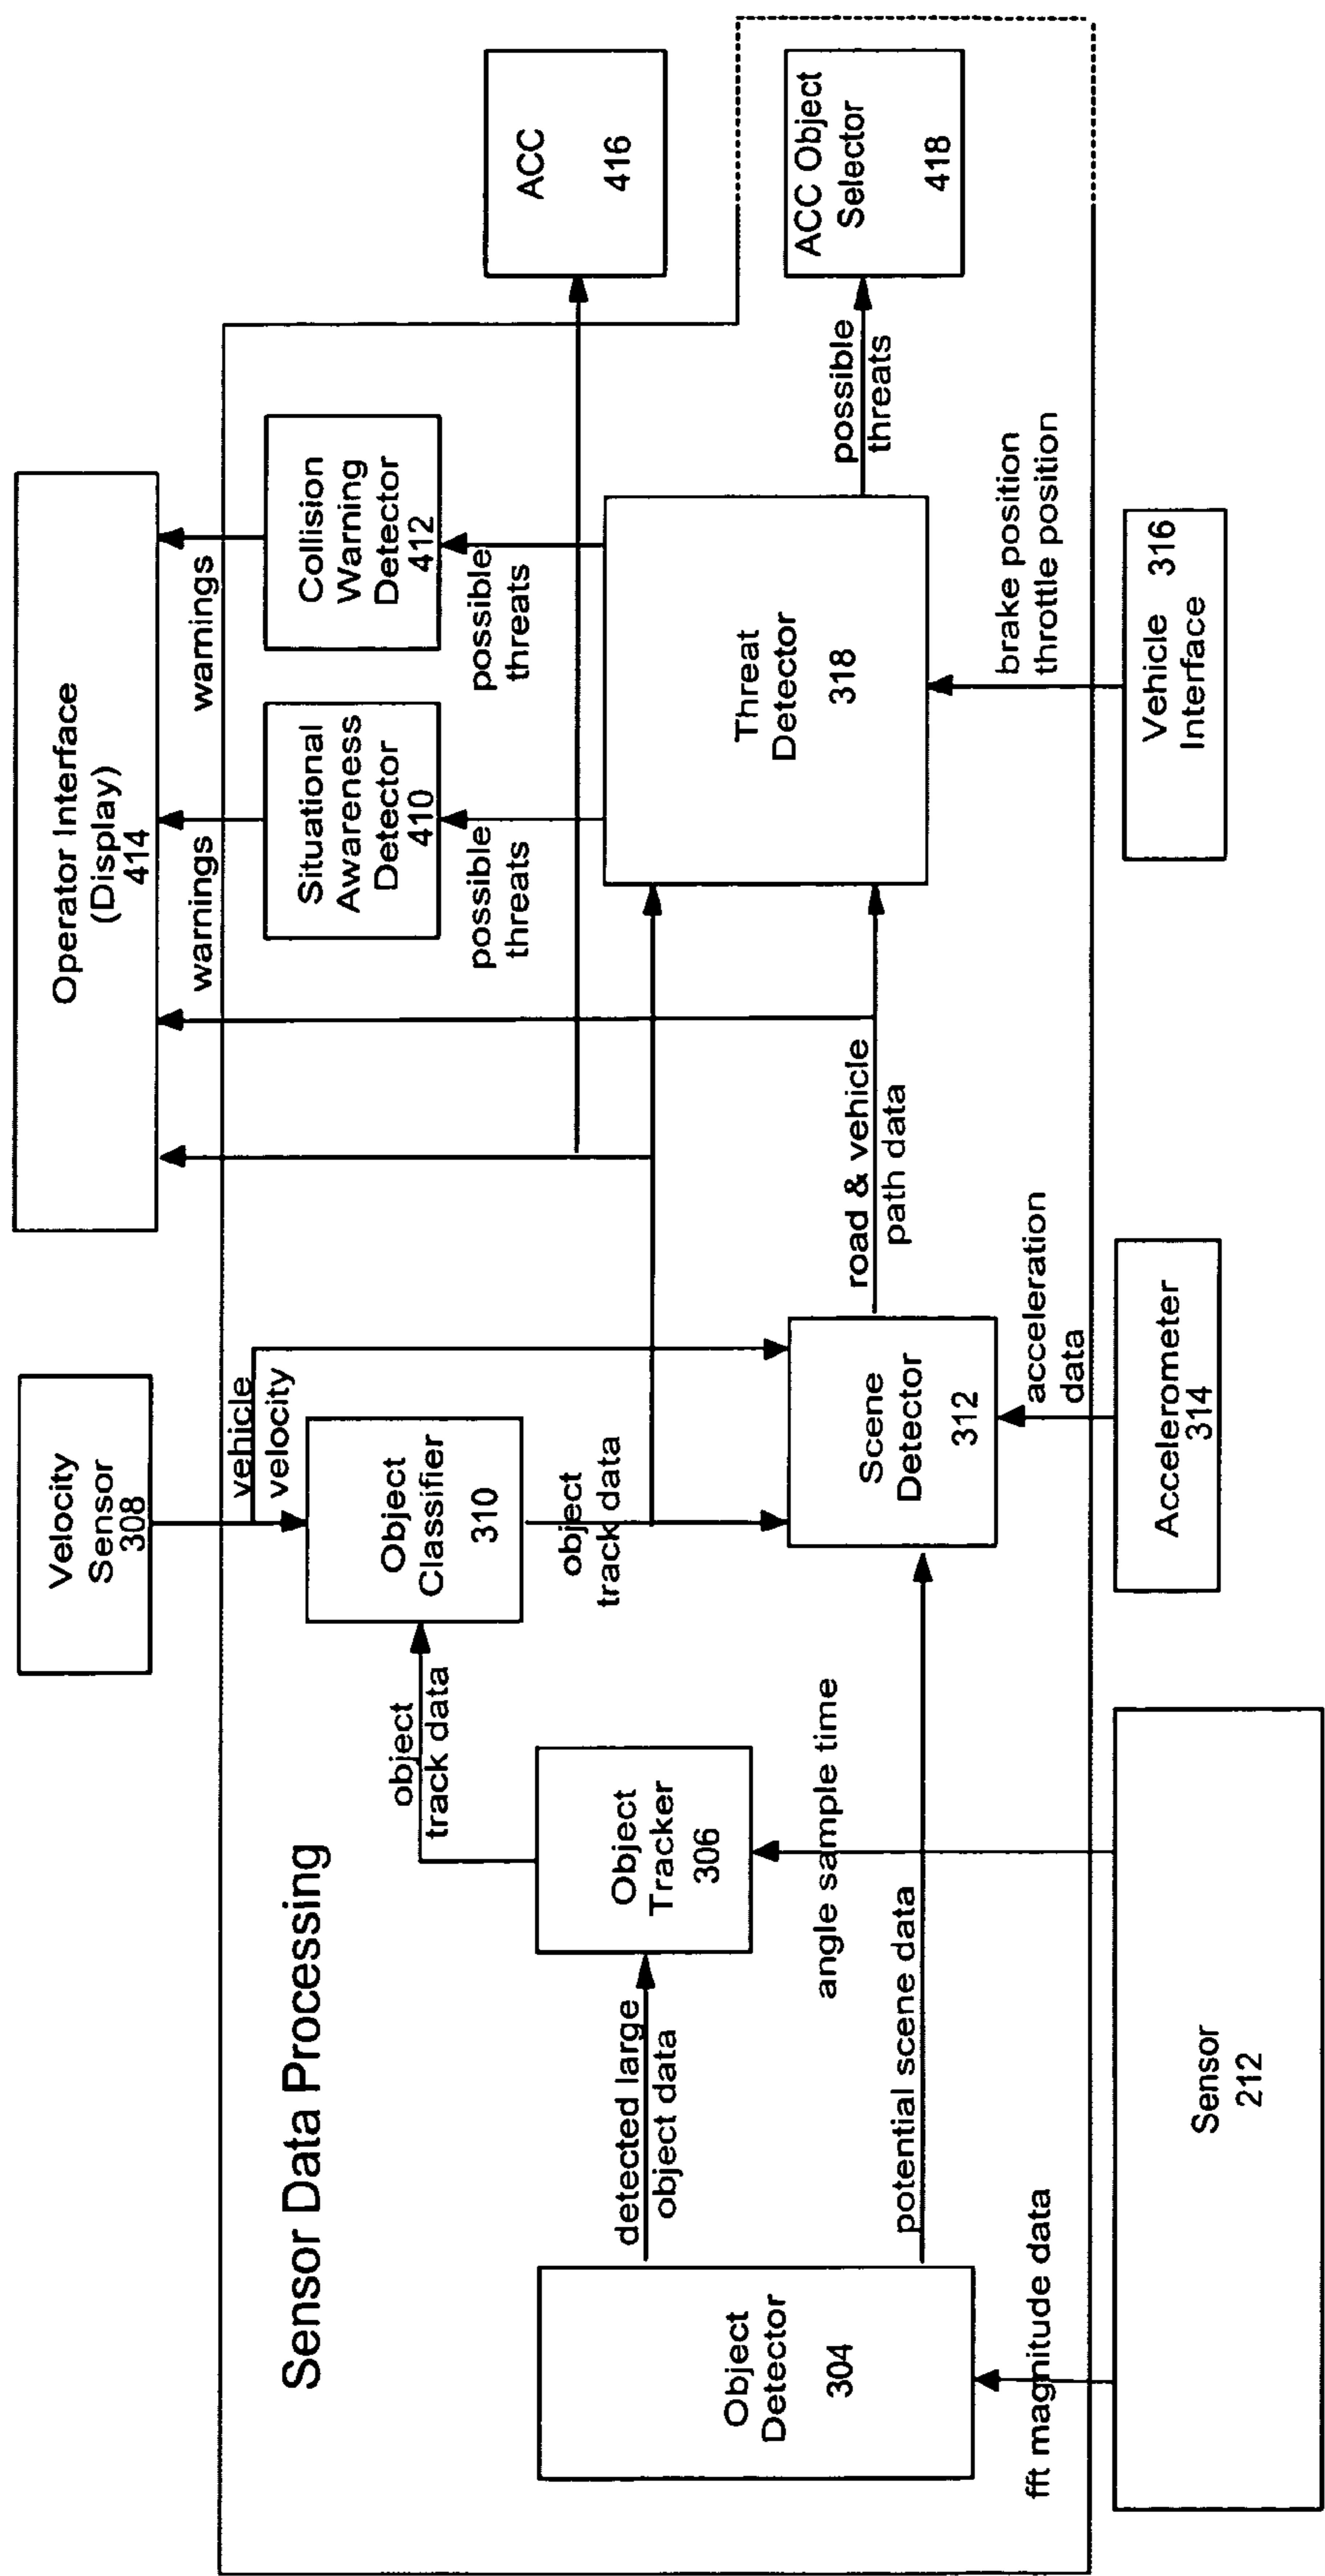 Sensor Data Processing
Operator Interface
(Display)
414
Velocity
Sensor
308
vehicle
velocity
warnings
warnings
Situational
Awareness
Detector
410
Collision
Warning
Detector
412
possible
threats
possible
threats
ACC
416
Object
Classifier
310
object
track data
object
track data
Object
Tracker
306
detected large
object data
Object
Detector
304
angle sample time
potential scene data
fft magnitude data
Scene
Detector
312
road & vehicle
path data
acceleration
data
Threat
Detector
318
possible
threats
ACC Object
Selector
418
brake position
throttle position
Sensor
212
Accelerometer
314
Vehicle 316
Interface